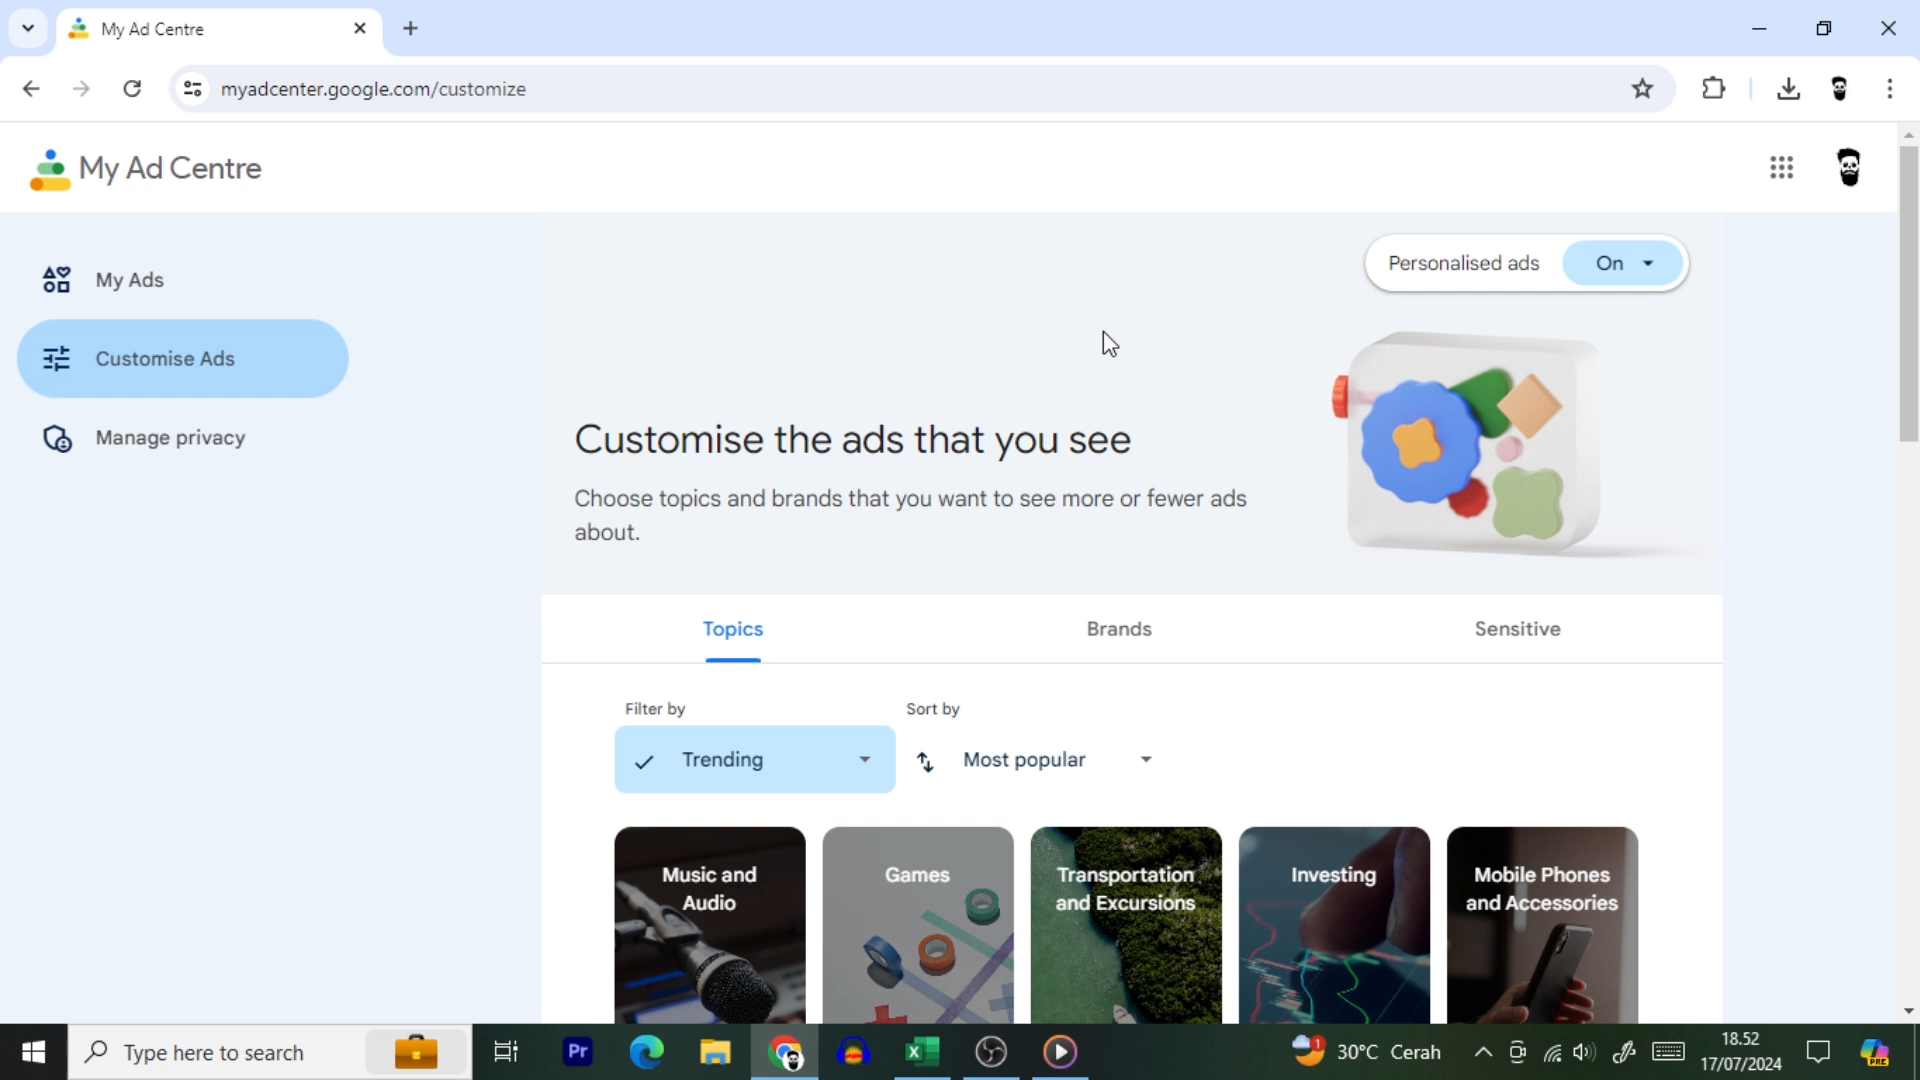 My Ad Centre
myadcenter.google.com/customize
My Ad Centre
Personalised ads
On
My Ads
Customise Ads
Manage privacy
Customise the ads that you see
Choose topics and brands that you want to see more or fewer ads
about.
Topics
Brands
Sensitive
Filter by
Sort by
Trending
Most popular
Music and
Audio
Games
Transportation
and Excursions
Investing
Mobile Phones
and Accessories
Type here to search
Pr
1
30°C Cerah
18.52
17/07/2024
PRE